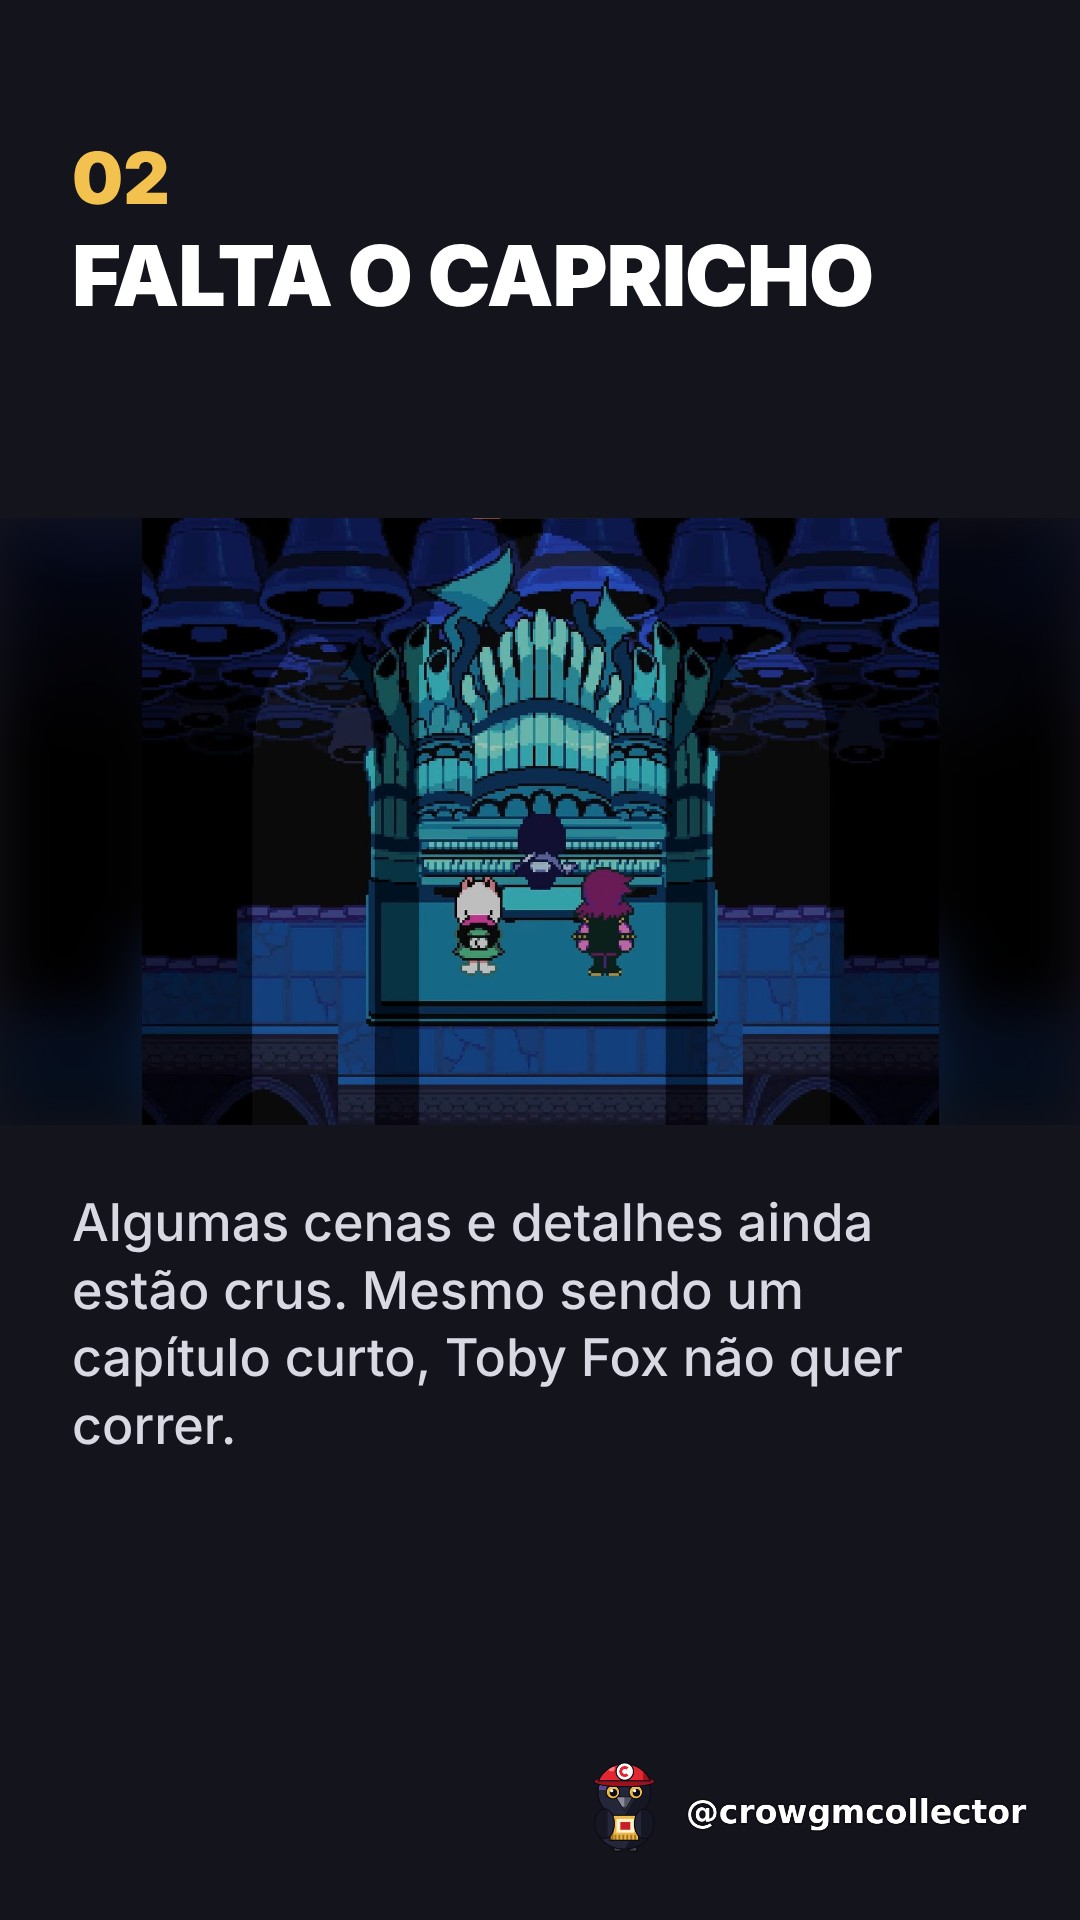 02
FALTA O CAPRICHO
Algumas cenas e detalhes ainda
estão crus. Mesmo sendo um
capítulo curto, Toby Fox não quer
correr.
C
@crowgmcollector